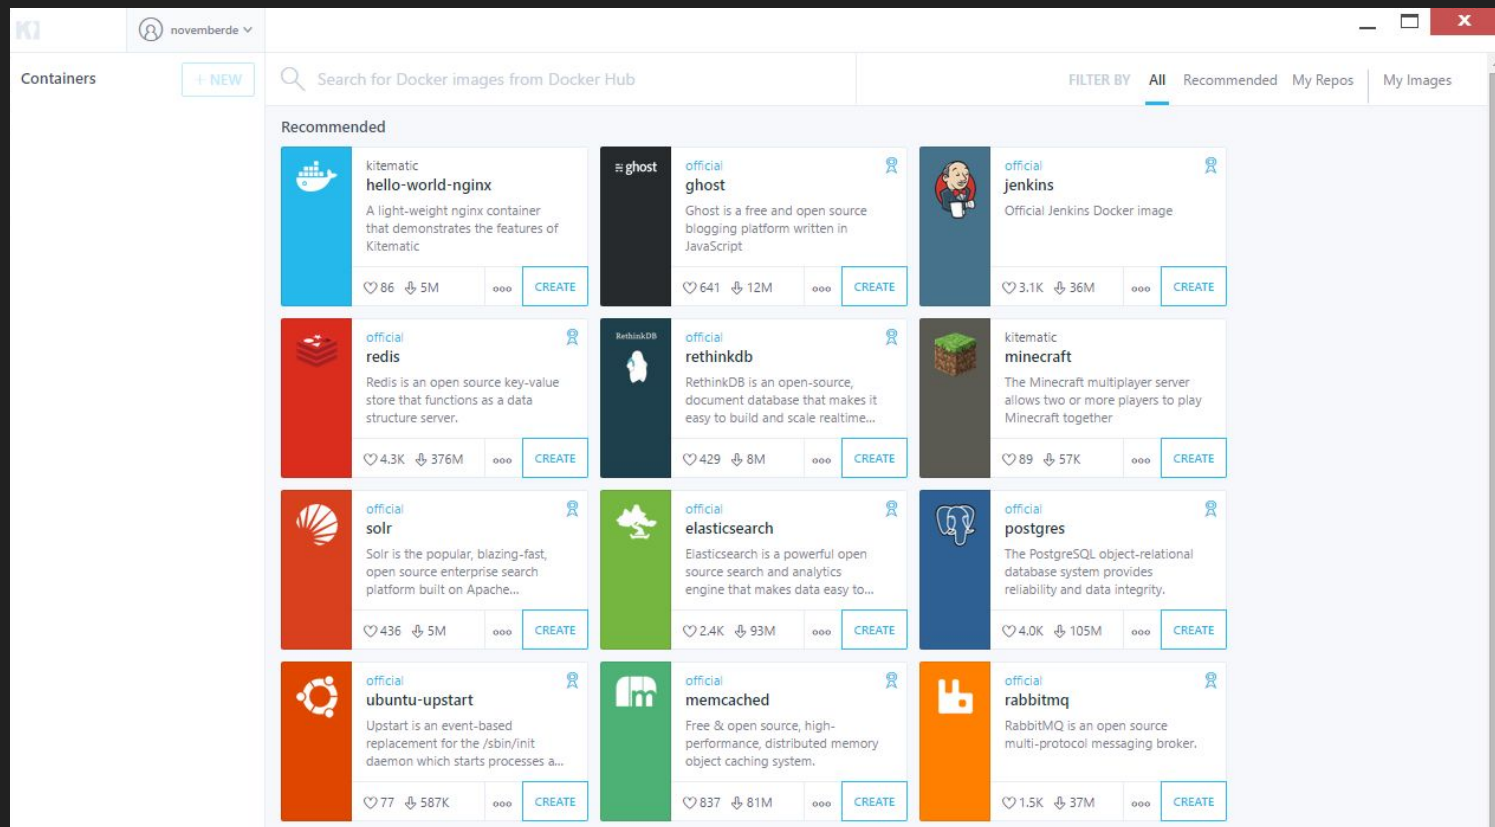 novemberde
Containers
+ NEW
Search for Docker images from Docker Hub
FILTER BY All Recommended My Repos My Images
Recommended
kitematic
hello-world-nginx
A light-weight nginx container
that demonstrates the features of
Kitematic
86 5M
CREATE
ghost
official
ghost
Ghost is a free and open source
blogging platform written in
JavaScript
641 12M
CREATE
official
jenkins
Official Jenkins Docker image
3.1K 36M
CREATE
official
redis
Redis is an open source key-value
store that functions as a data
structure server.
4.3K 376M
CREATE
RethinkDB
official
rethinkdb
RethinkDB is an open-source,
document database that makes it
easy to build and scale realtime...
429 8M
CREATE
kitematic
minecraft
The Minecraft multiplayer server
allows two or more players to play
Minecraft together
89 57K
CREATE
official
solr
Solr is the popular, blazing-fast,
open source enterprise search
platform built on Apache...
436 5M
CREATE
official
elasticsearch
Elasticsearch is a powerful open
source search and analytics
engine that makes data easy to...
2.4K 93M
CREATE
official
postgres
The PostgreSQL object-relational
database system provides
reliability and data integrity.
4.0K 105M
CREATE
official
ubuntu-upstart
Upstart is an event-based
replacement for the /sbin/init
daemon which starts processes a...
77 587K
CREATE
official
memcached
Free & open source, high-
performance, distributed memory
object caching system.
837 81M
CREATE
official
rabbitmq
RabbitMQ is an open source
multi-protocol messaging broker.
1.5K 37M
CREATE